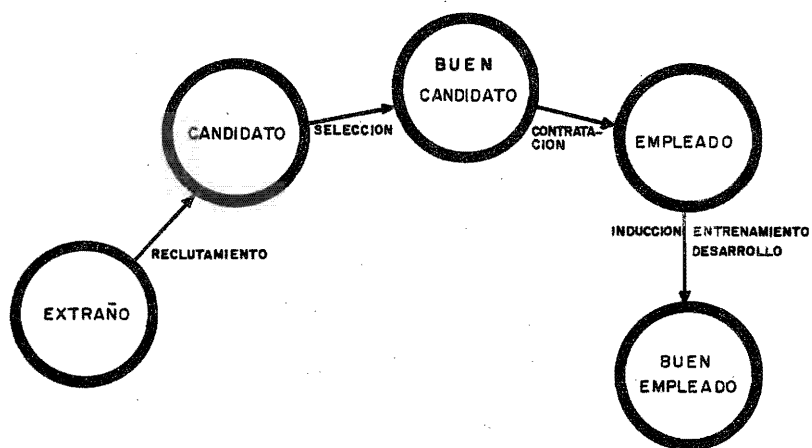 EXTRAÑO
RECLUTAMIENTO
CANDIDATO
SELECCION
BUEN
CANDIDATO
CONTRATA-
CION
EMPLEADO
INDUCCION ENTRENAMIENTO
DESARROLLO
BUEN
EMPLEADO